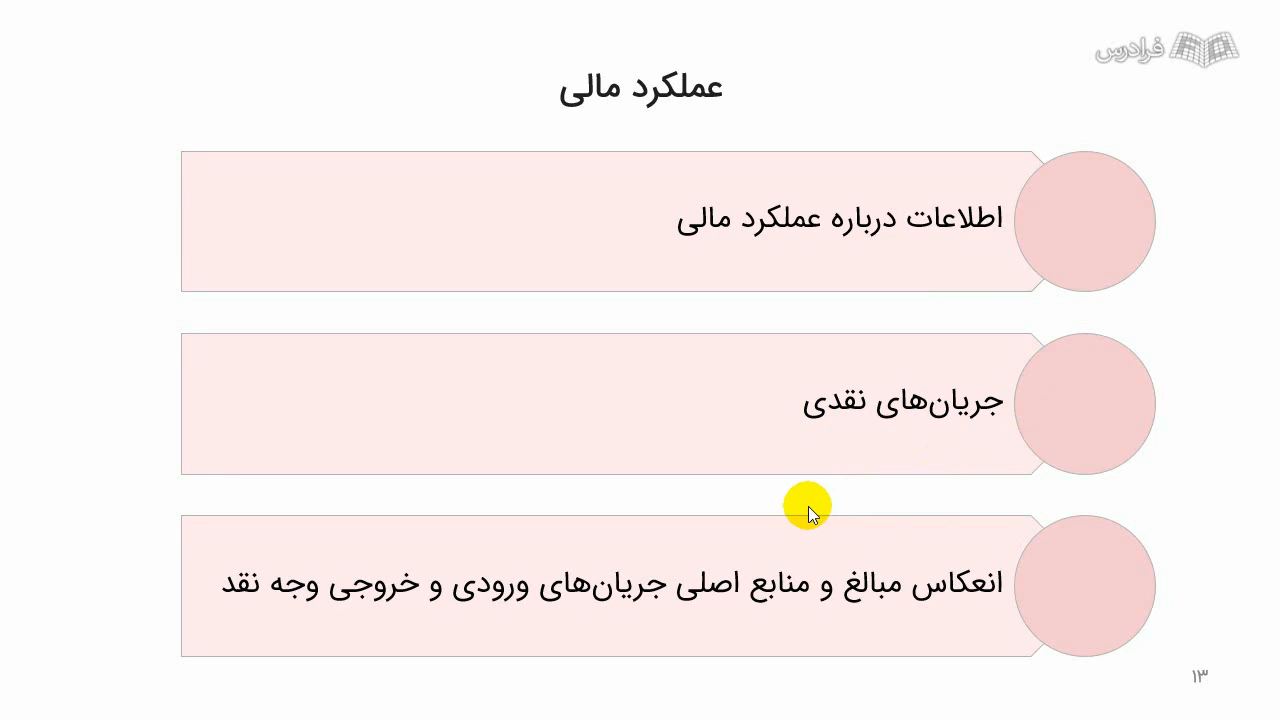 فرادرس
عملکرد مالی
اطلاعات درباره عملکرد مالی
جریان‌های نقدی
انعکاس مبالغ و منابع اصلی جریان‌های ورودی و خروجی وجه نقد
۱۳